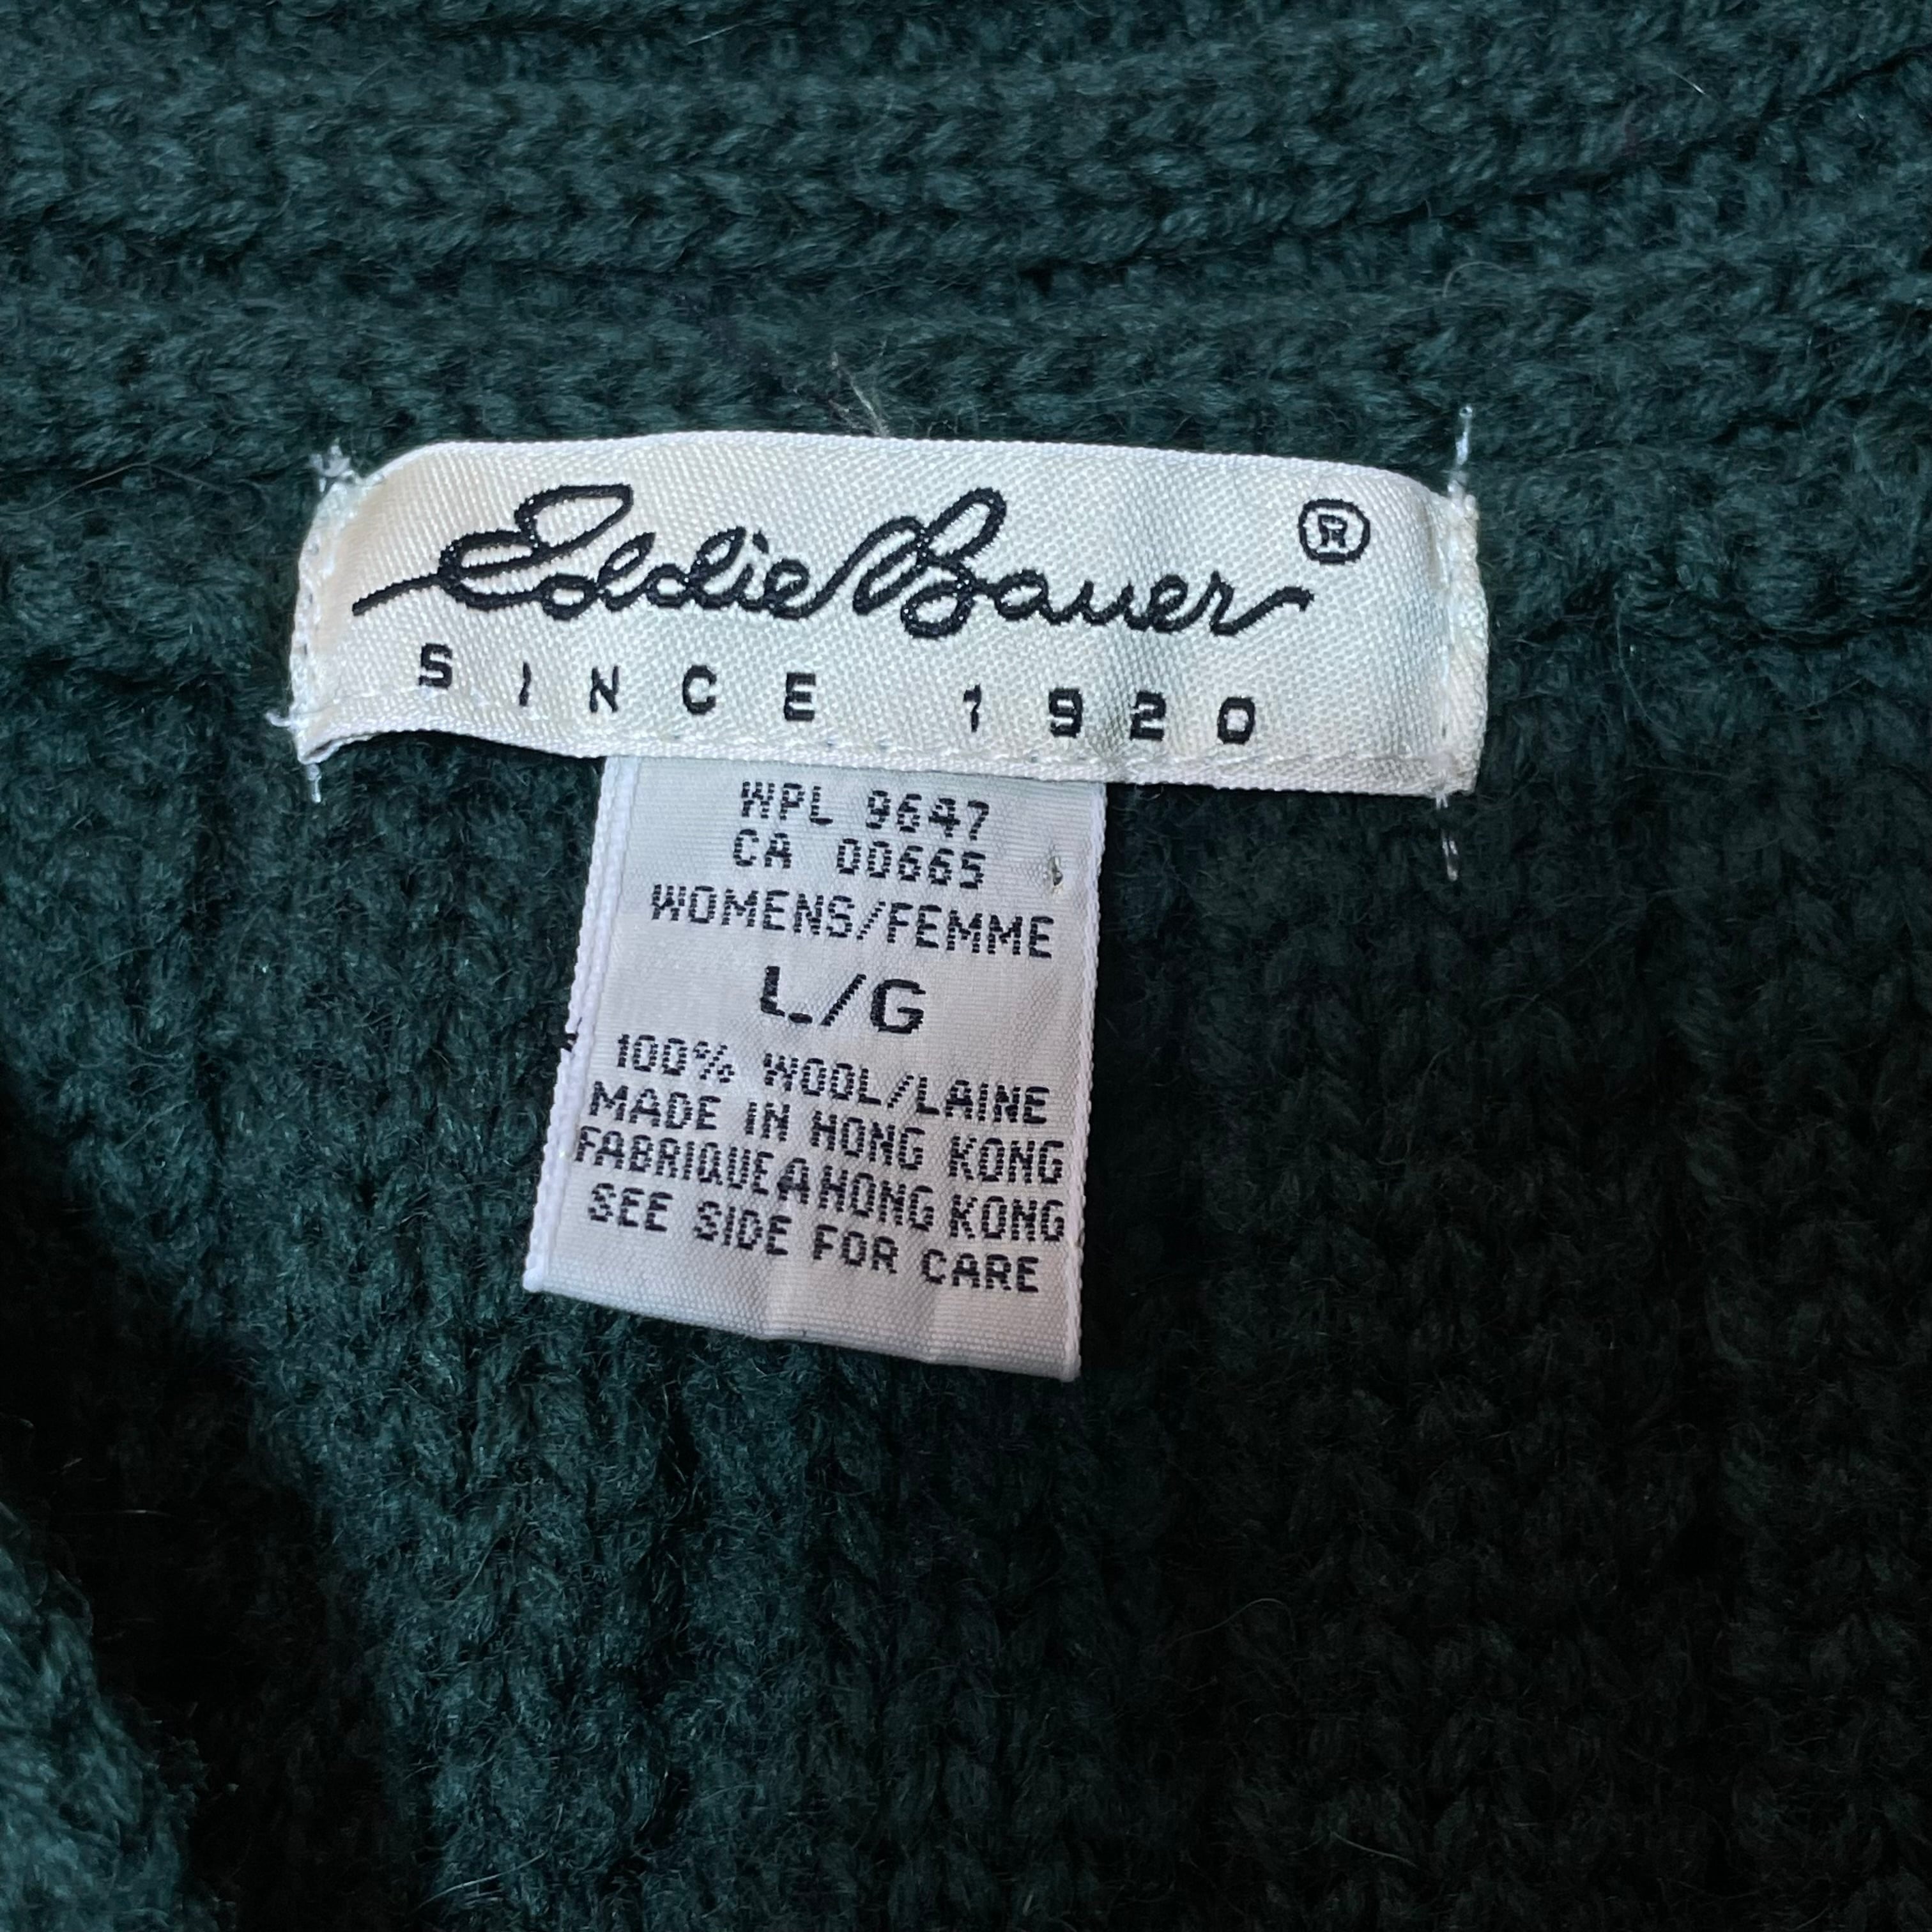 Eddie Bauer ®
SINCE 1920
WPL 9647
CA 00665
WOMENS/FEMME
L/G
100% WOOL/LAINE
MADE IN HONG KONG
FABRIQUE A HONG KONG
SEE SIDE FOR CARE